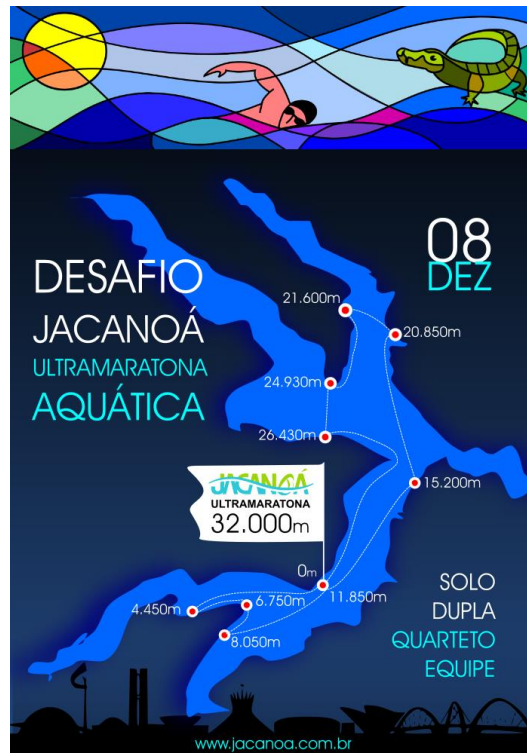 08
DEZ
DESAFIO
JACANOÁ
ULTRAMARATONA
AQUÁTICA
21.600m
20.850m
24.930m
26.430m
15.200m
JACANOÁ
ULTRAMARATONA
32.000m
0m
11.850m
6.750m
4.450m
8.050m
SOLO
DUPLA
QUARTETO
EQUIPE
www.jacanoa.com.br